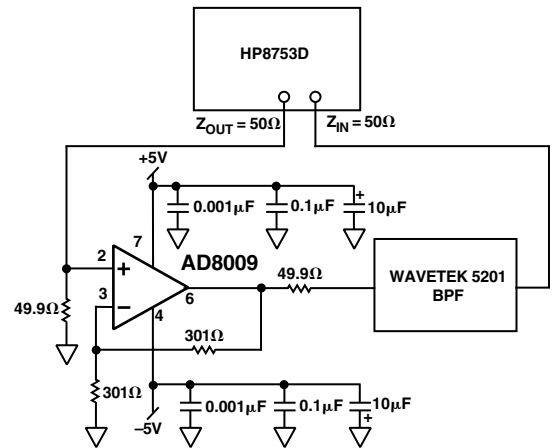 HP8753D
Z_OUT = 50Ω
Z_IN = 50Ω
+5V
+
0.001μF
0.1μF
10μF
7
AD8009
2
+
49.9Ω
WAVETEK 5201
BPF
3
–
6
49.9Ω
4
301Ω
301Ω
0.001μF
0.1μF
10μF
+
–5V